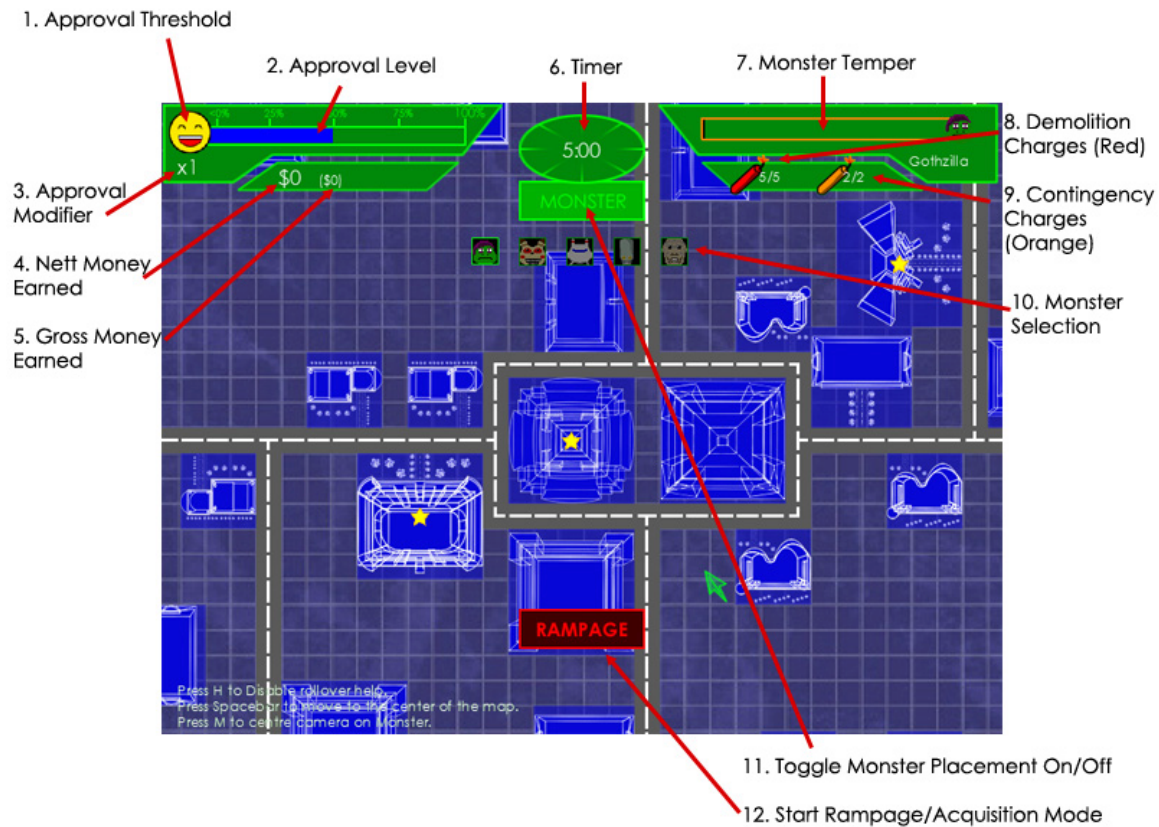 1. Approval Threshold
2. Approval Level
6. Timer
7. Monster Temper
<0%
25%
75%
100%
8. Demolition
Charges (Red)
5:00
x1
Gothzilla
$0 ($0)
5/5
2/2
3. Approval
Modifier
MONSTER
9. Contingency
Charges
(Orange)
4. Nett Money
Earned
10. Monster
Selection
5. Gross Money
Earned
RAMPAGE
Press H to Disable rollover help.
Press Spacebar to move to the center of the map.
Press M to centre camera on Monster.
11. Toggle Monster Placement On/Off
12. Start Rampage/Acquisition Mode